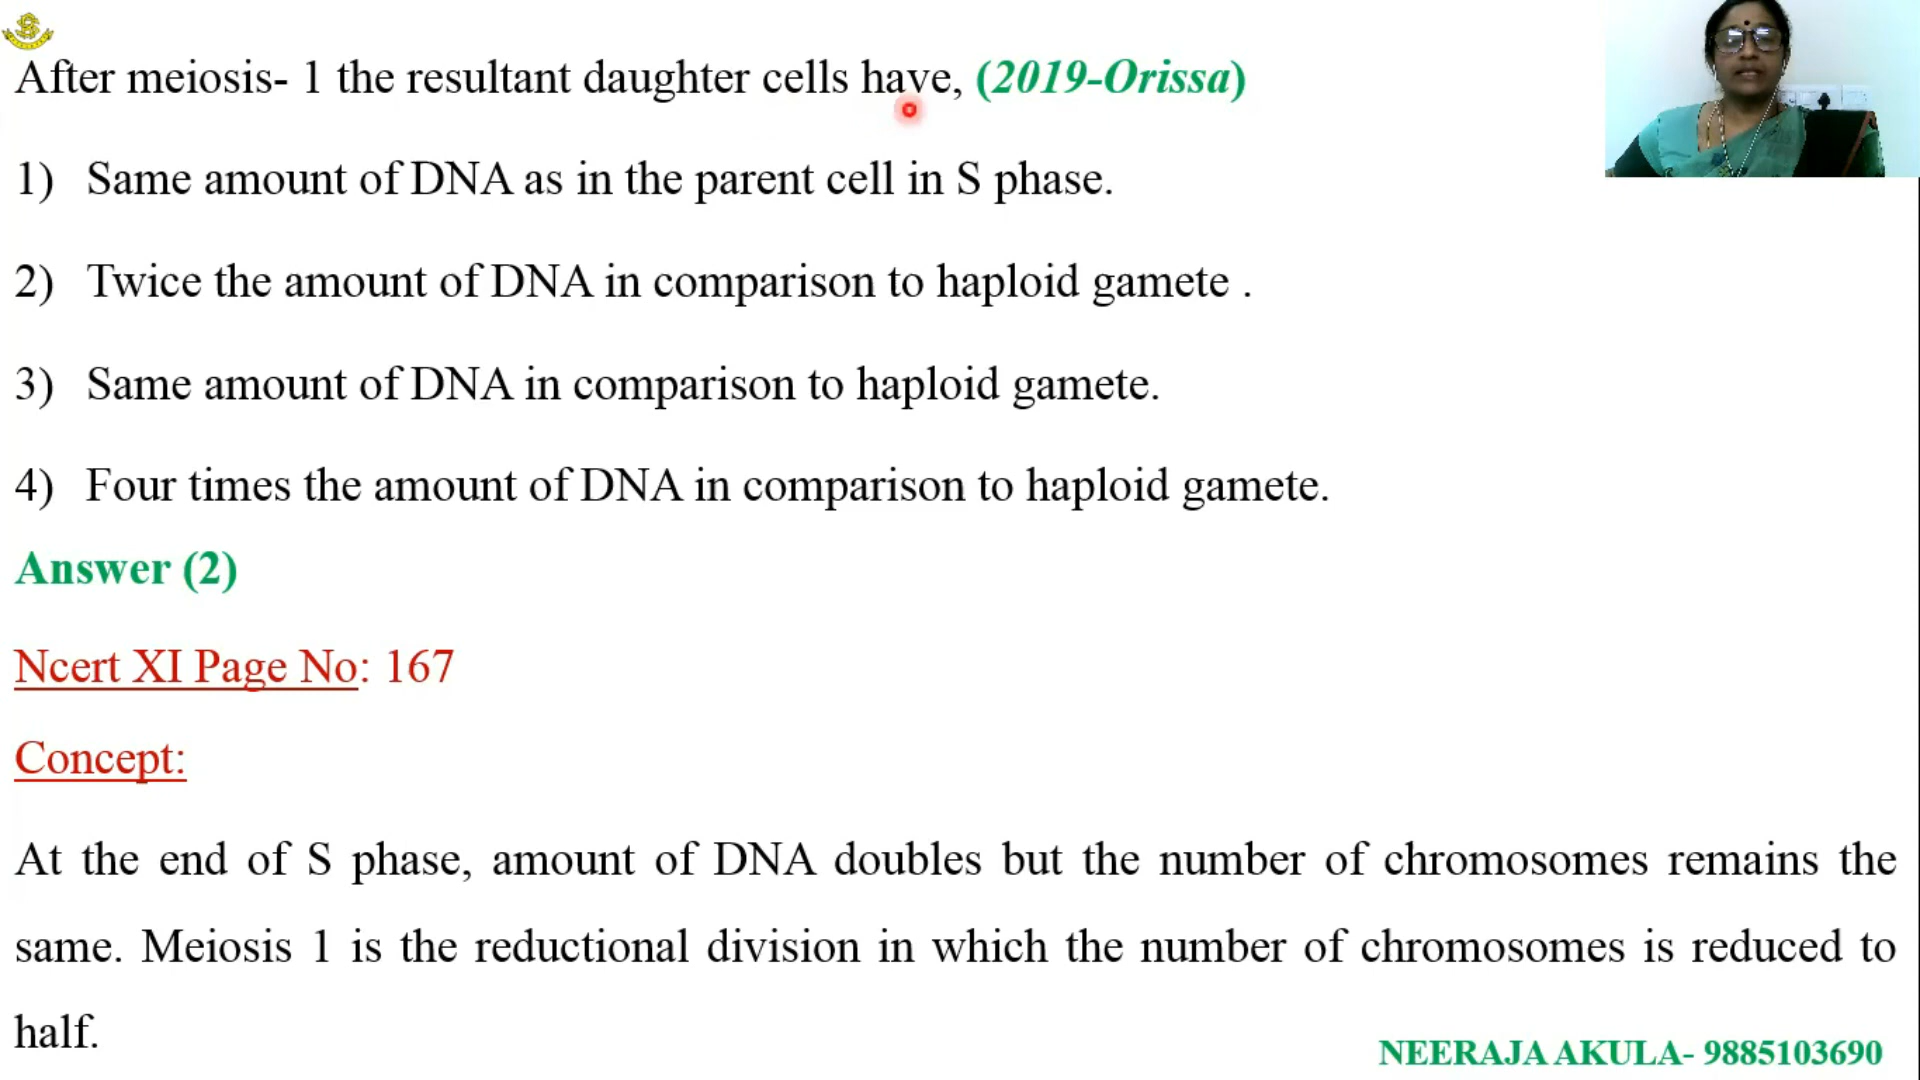 After meiosis- 1 the resultant daughter cells have, (2019-Orissa)
1) Same amount of DNA as in the parent cell in S phase.
2) Twice the amount of DNA in comparison to haploid gamete .
3) Same amount of DNA in comparison to haploid gamete.
4) Four times the amount of DNA in comparison to haploid gamete.
Answer (2)
Ncert XI Page No: 167
Concept:
At the end of S phase, amount of DNA doubles but the number of chromosomes remains the
same. Meiosis 1 is the reductional division in which the number of chromosomes is reduced to
half.
NEERAJA AKULA- 9885103690